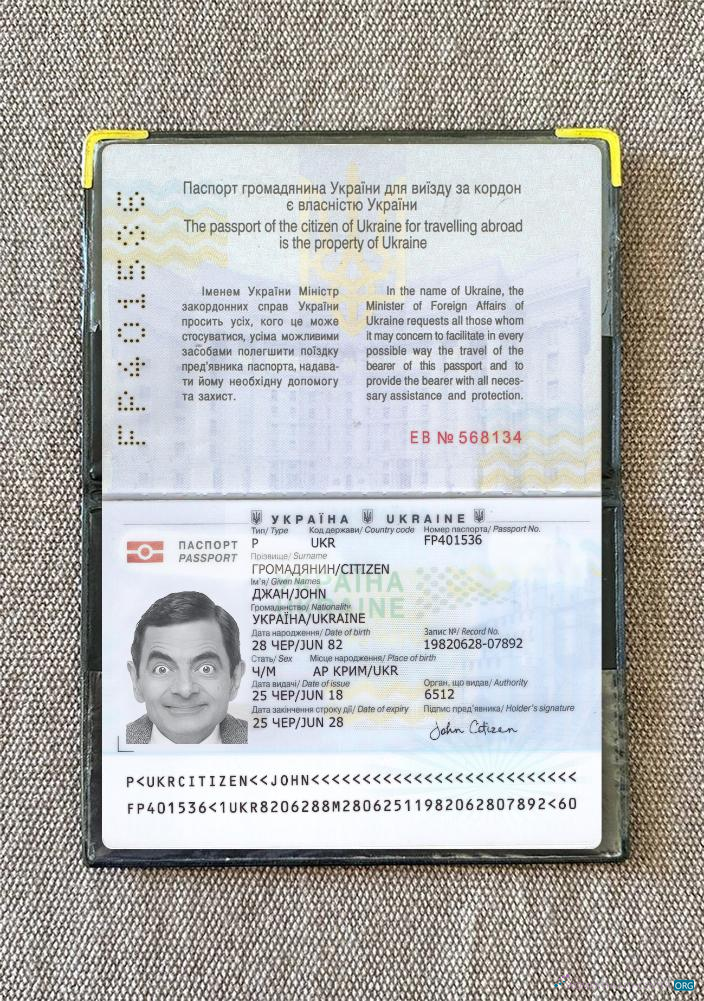 FP401536
Паспорт громадянина України для виїзду за кордон
є власністю України
The passport of the citizen of Ukraine for travelling abroad
is the property of Ukraine
Іменем України Міністр
закордонних справ України
просить усіх, кого це може
стосуватися, усіма можливими
засобами полегшити поїздку
пред'явника паспорта, надава-
ти йому необхідну допомогу
та захист.
In the name of Ukraine, the
Minister of Foreign Affairs of
Ukraine requests all those whom
it may concern to facilitate in every
possible way the travel of the
bearer of this passport and to
provide the bearer with all neces-
sary assistance and protection.
ЕВ № 568134
УКРАЇНА UKRAINE
ПАСПОРТ
PASSPORT
Тип/ Type Код держави/ Country code Номер паспорта/ Passport No.
P UKR FP401536
Прізвище/ Surname
ГРОМАДЯНИН/CITIZEN
Ім'я/ Given Names
ДЖАН/JOHN
Громадянство/ Nationality
УКРАЇНА/UKRAINE
Дата народження/ Date of birth Запис №/ Record No.
28 ЧЕР/JUN 82 19820628-07892
Стать/ Sex Місце народження/ Place of birth
Ч/M АР КРИМ/UKR
Дата видачі/ Date of issue Орган, що видав/ Authority
25 ЧЕР/JUN 18 6512
Дата закінчення строку дії/ Date of expiry Підпис пред'явника/ Holder's signature
25 ЧЕР/JUN 28 John Citizen
P<UKRCITIZEN<<JOHN<<<<<<<<<<<<<<<<<<<<<<<<<<
FP401536<1UKR8206288M2806251198206280​7892<60
ORG